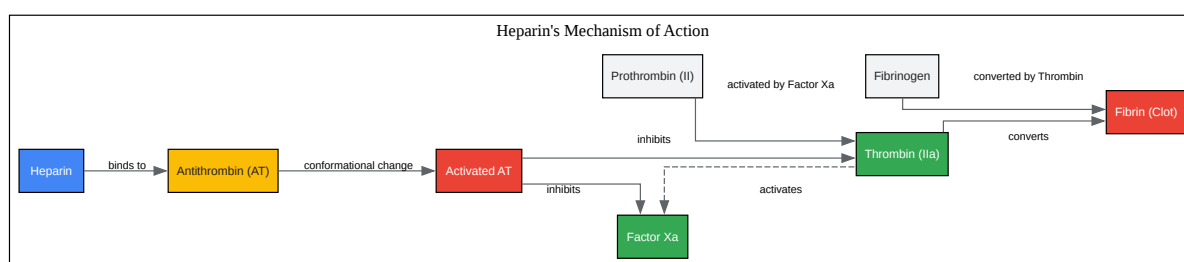 Heparin's Mechanism of Action
Prothrombin (II)
activated by Factor Xa
Fibrinogen
converted by Thrombin
Fibrin (Clot)
inhibits
converts
Thrombin (IIa)
Heparin
binds to
Antithrombin (AT)
conformational change
Activated AT
inhibits
activates
Factor Xa